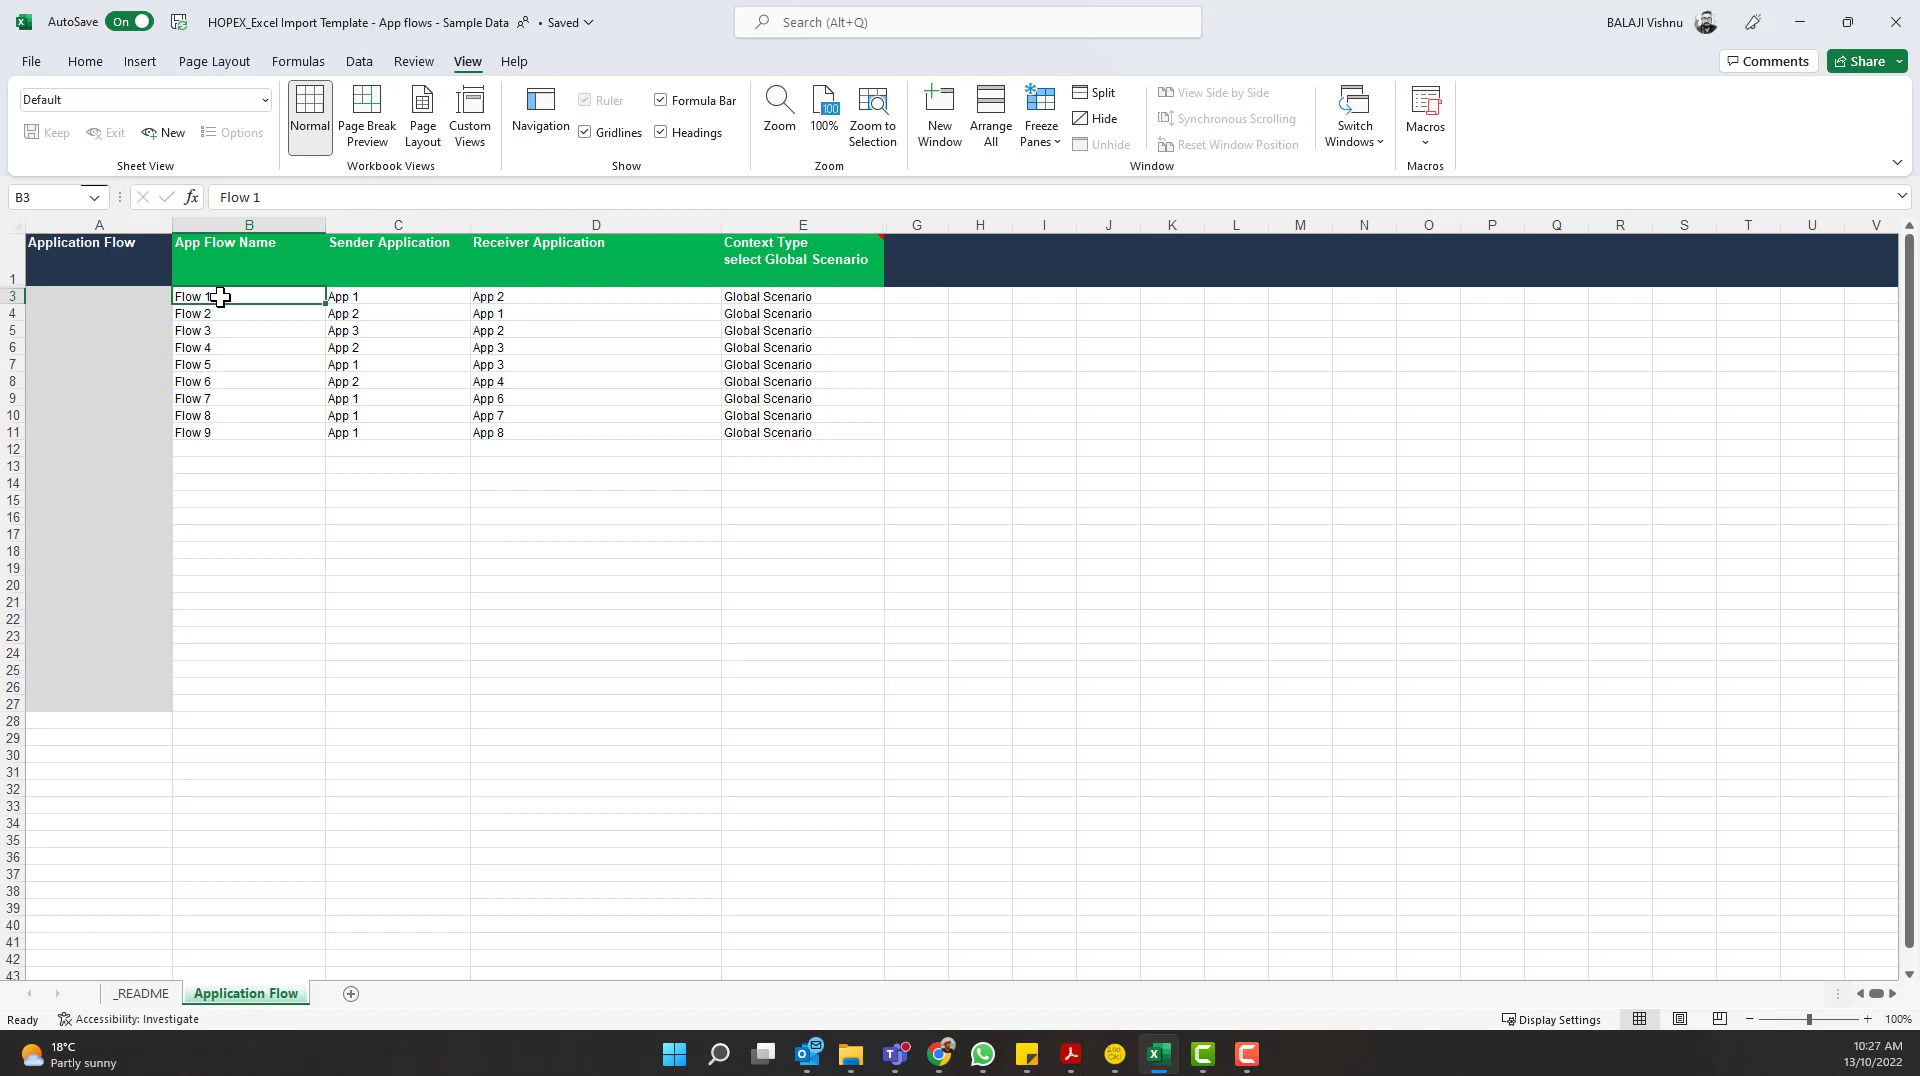 AutoSave On HOPEX_Excel Import Template - App flows - Sample Data • Saved Search (Alt+Q) BALAJI Vishnu
File Home Insert Page Layout Formulas Data Review View Help Comments Share
Default Normal Page Break Preview Page Layout Custom Views Navigation Ruler Formula Bar Zoom 100% Zoom to Selection New Window Arrange All Freeze Panes Split View Side by Side Switch Windows Macros
Hide Synchronous Scrolling
Keep Exit New Options Gridlines Headings Unhide Reset Window Position
Sheet View Workbook Views Show Zoom Window Macros
B3 fx Flow 1
A B C D E G H I J K L M N O P Q R S T U V
1 Application Flow App Flow Name Sender Application Receiver Application Context Type
select Global Scenario
3 Flow 1 App 1 App 2 Global Scenario
4 Flow 2 App 2 App 1 Global Scenario
5 Flow 3 App 3 App 2 Global Scenario
6 Flow 4 App 2 App 3 Global Scenario
7 Flow 5 App 1 App 3 Global Scenario
8 Flow 6 App 2 App 4 Global Scenario
9 Flow 7 App 1 App 6 Global Scenario
10 Flow 8 App 1 App 7 Global Scenario
11 Flow 9 App 1 App 8 Global Scenario
12
13
14
15
16
17
18
19
20
21
22
23
24
25
26
27
28
29
30
31
32
33
34
35
36
37
38
39
40
41
42
43
_README Application Flow
Ready Accessibility: Investigate Display Settings 100%
18°C 10:27 AM
Partly sunny 13/10/2022